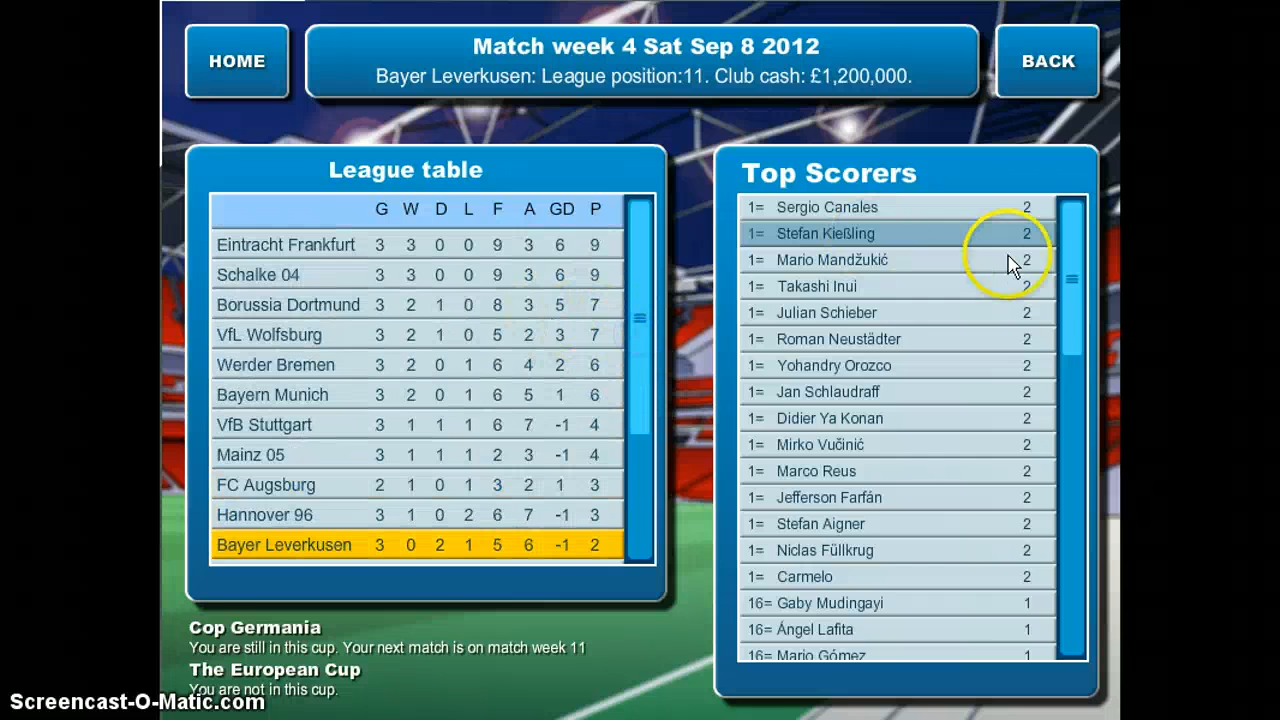 HOME
Match week 4 Sat Sep 8 2012
Bayer Leverkusen: League position:11. Club cash: £1,200,000.
BACK
League table
G W D L F A GD P
Eintracht Frankfurt 3 3 0 0 9 3 6 9
Schalke 04 3 3 0 0 9 3 6 9
Borussia Dortmund 3 2 1 0 8 3 5 7
VfL Wolfsburg 3 2 1 0 5 2 3 7
Werder Bremen 3 2 0 1 6 4 2 6
Bayern Munich 3 2 0 1 6 5 1 6
VfB Stuttgart 3 1 1 1 6 7 -1 4
Mainz 05 3 1 1 1 2 3 -1 4
FC Augsburg 2 1 0 1 3 2 1 3
Hannover 96 3 1 0 2 6 7 -1 3
Bayer Leverkusen 3 0 2 1 5 6 -1 2
Top Scorers
1= Sergio Canales 2
1= Stefan Kießling 2
1= Mario Mandžukić 2
1= Takashi Inui 2
1= Julian Schieber 2
1= Roman Neustädter 2
1= Yohandry Orozco 2
1= Jan Schlaudraff 2
1= Didier Ya Konan 2
1= Mirko Vučinić 2
1= Marco Reus 2
1= Jefferson Farfán 2
1= Stefan Aigner 2
1= Niclas Füllkrug 2
1= Carmelo 2
16= Gaby Mudingayi 1
16= Ángel Lafita 1
16= Mario Gómez 1
Cop Germania
You are still in this cup. Your next match is on match week 11
The European Cup
You are not in this cup.
Screencast-O-Matic.com